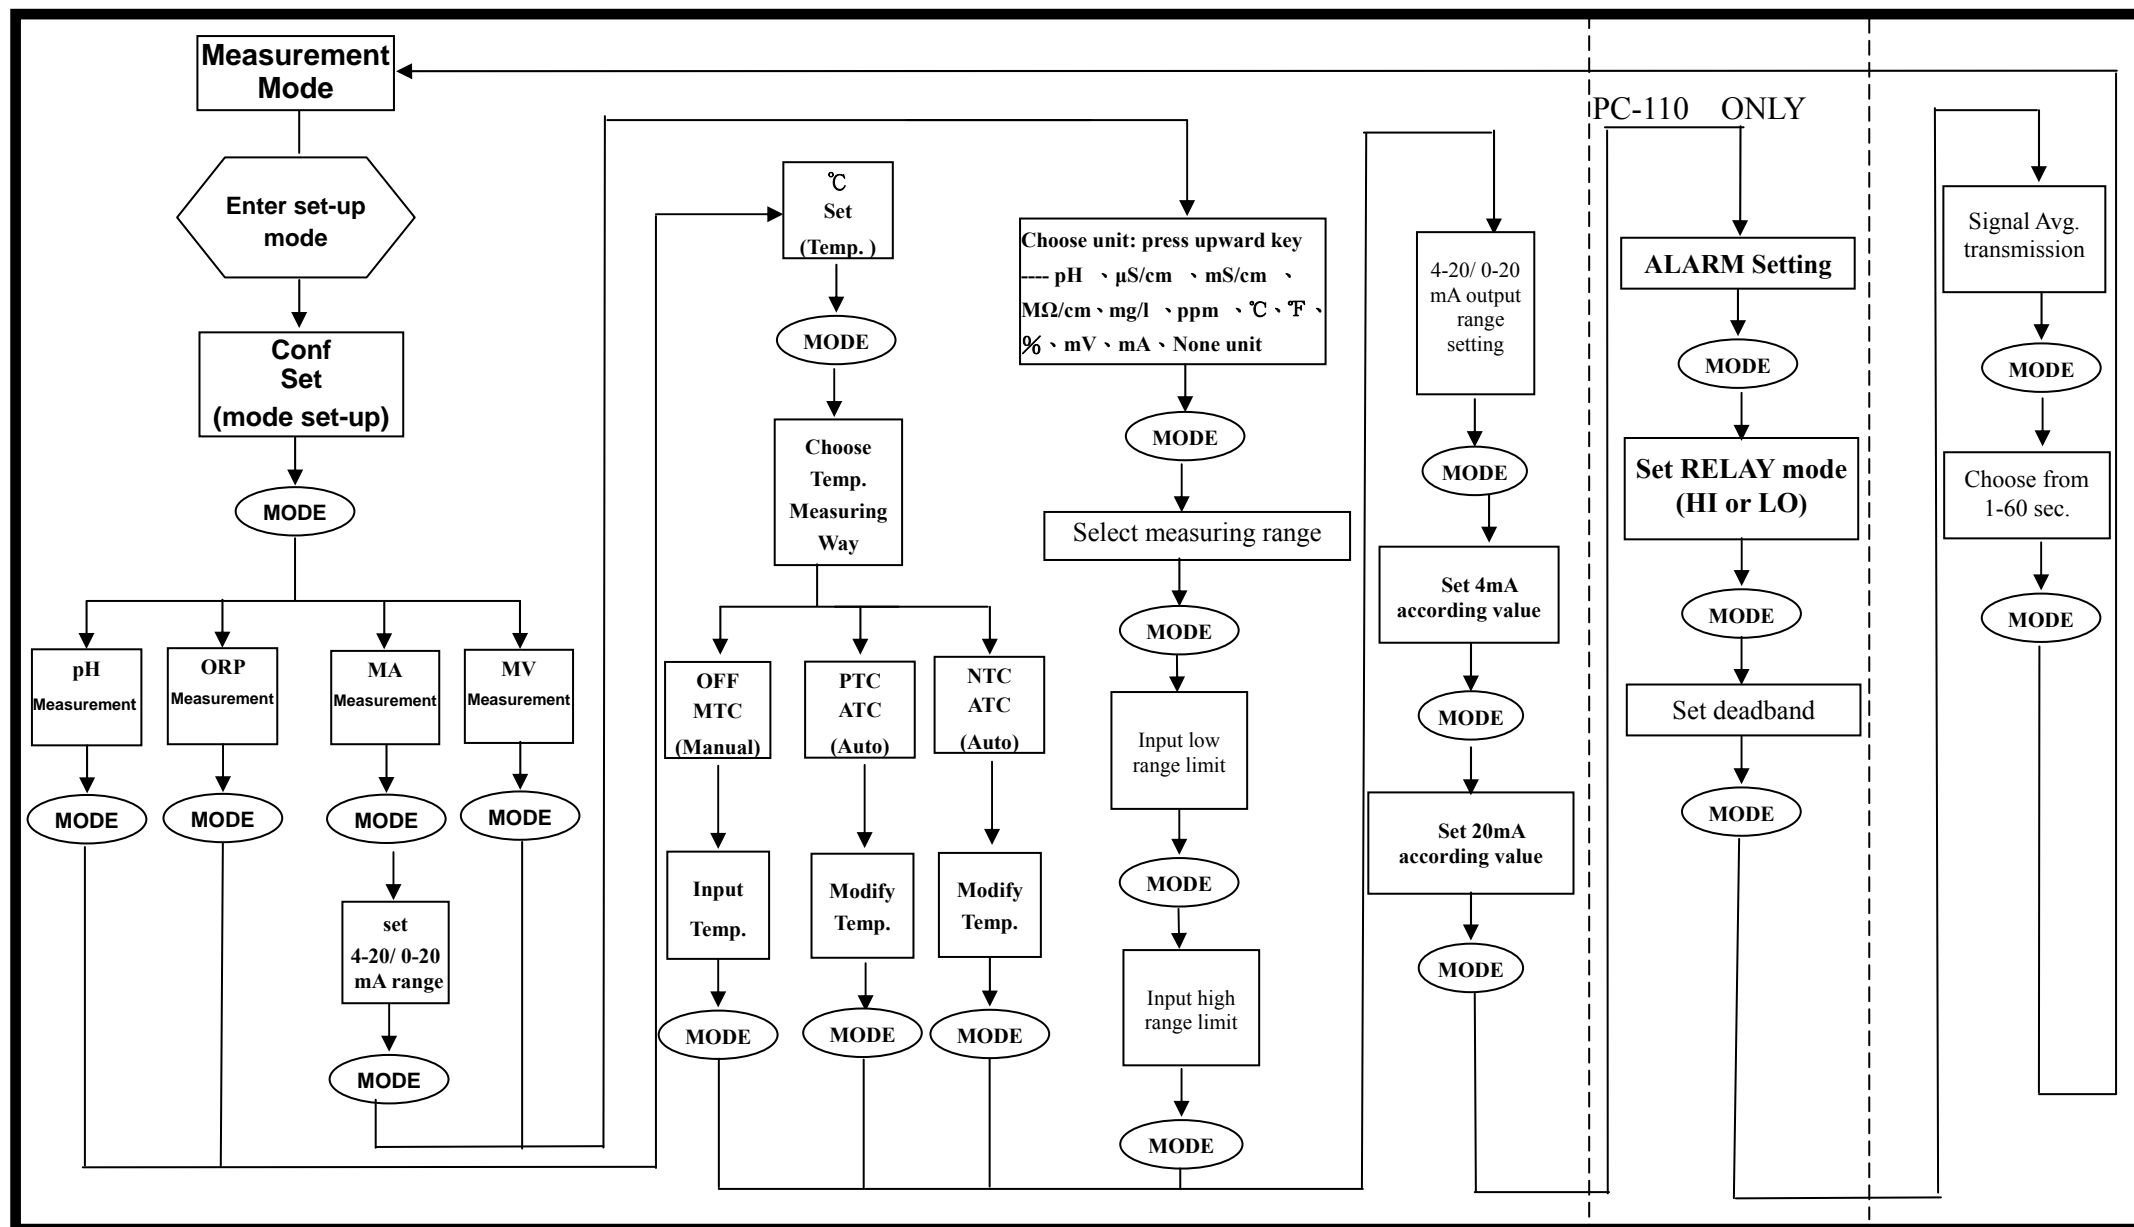 Measurement
Mode
Enter set-up
mode
Conf
Set
(mode set-up)
MODE
pH
Measurement
ORP
Measurement
MA
Measurement
MV
Measurement
MODE
MODE
MODE
MODE
set
4-20/ 0-20
mA range
MODE
℃
Set
(Temp. )
MODE
Choose
Temp.
Measuring
Way
OFF
MTC
(Manual)
PTC
ATC
(Auto)
NTC
ATC
(Auto)
Input
Temp.
Modify
Temp.
Modify
Temp.
MODE
MODE
MODE
Choose unit: press upward key
---- pH 、μS/cm 、mS/cm 、
MΩ/cm、mg/l 、ppm 、℃、℉、
%、mV、mA、None unit
MODE
Select measuring range
MODE
Input low
range limit
MODE
Input high
range limit
MODE
4-20/ 0-20
mA output
range
setting
MODE
Set 4mA
according value
MODE
Set 20mA
according value
MODE
PC-110 ONLY
ALARM Setting
MODE
Set RELAY mode
(HI or LO)
MODE
Set deadband
MODE
Signal Avg.
transmission
MODE
Choose from
1-60 sec.
MODE